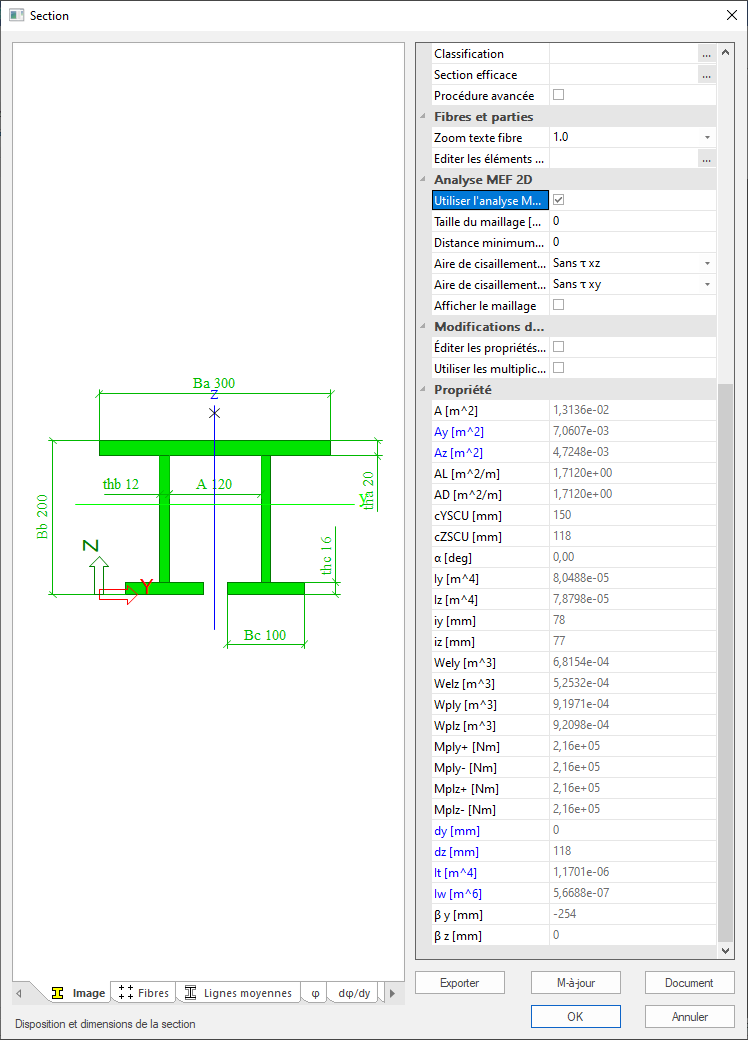 Section
Ba 300
Z
thb 12
A 120
tha 20
Y
Bb 200
Z
thc 16
Y
Bc 100
Image
Fibres
Lignes moyennes
φ
dφ/dy
Disposition et dimensions de la section
Classification ...
Section efficace ...
Procédure avancée
Fibres et parties
Zoom texte fibre 1.0
Editer les éléments ... ...
Analyse MEF 2D
Utiliser l'analyse M...
Taille du maillage [... 0
Distance minimum... 0
Aire de cisaillement... Sans τ xz
Aire de cisaillement... Sans τ xy
Afficher le maillage
Modifications d...
Éditer les propriétés...
Utiliser les multiplic...
Propriété
A [m^2] 1,3136e-02
Ay [m^2] 7,0607e-03
Az [m^2] 4,7248e-03
AL [m^2/m] 1,7120e+00
AD [m^2/m] 1,7120e+00
cYSCU [mm] 150
cZSCU [mm] 118
α [deg] 0,00
Iy [m^4] 8,0488e-05
Iz [m^4] 7,8798e-05
iy [mm] 78
iz [mm] 77
Wely [m^3] 6,8154e-04
Welz [m^3] 5,2532e-04
Wply [m^3] 9,1971e-04
Wplz [m^3] 9,2098e-04
Mply+ [Nm] 2,16e+05
Mply- [Nm] 2,16e+05
Mplz+ [Nm] 2,16e+05
Mplz- [Nm] 2,16e+05
dy [mm] 0
dz [mm] 118
It [m^4] 1,1701e-06
Iw [m^6] 5,6688e-07
β y [mm] -254
β z [mm] 0
Exporter
M-à-jour
Document
OK
Annuler